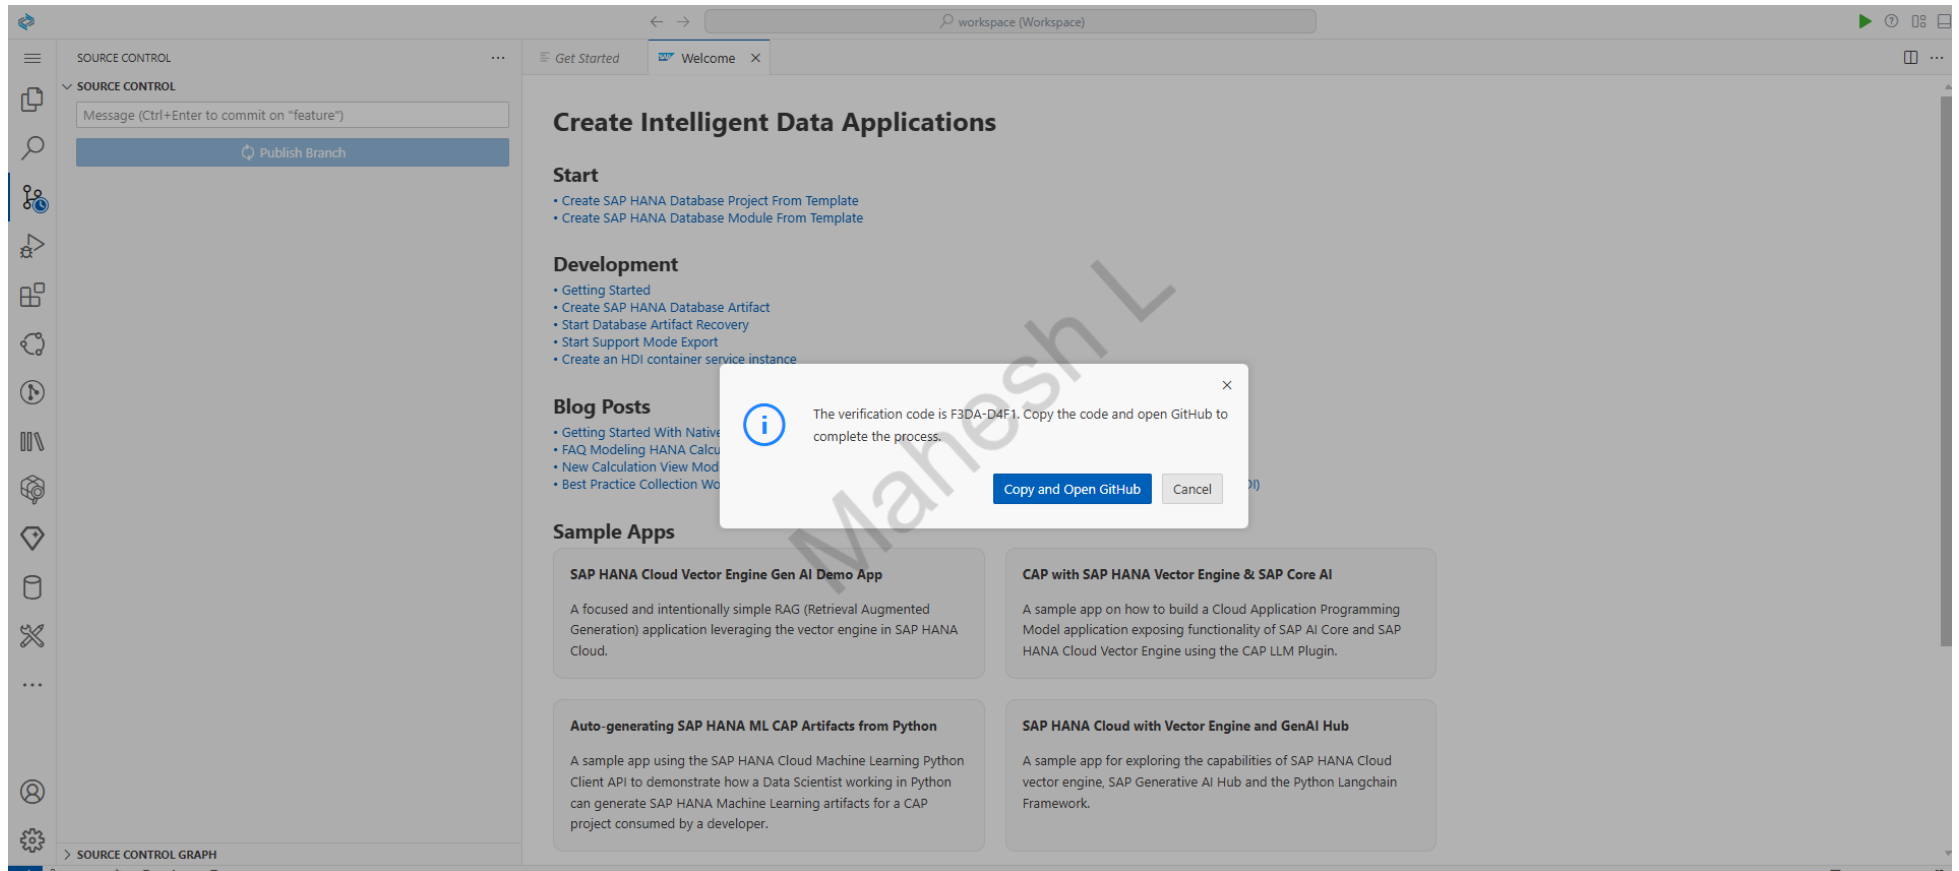 workspace (Workspace)
SOURCE CONTROL
SOURCE CONTROL
Message (Ctrl+Enter to commit on "feature")
Publish Branch
SOURCE CONTROL GRAPH
Get Started
Welcome
Create Intelligent Data Applications
Start
• Create SAP HANA Database Project From Template
• Create SAP HANA Database Module From Template
Development
• Getting Started
• Create SAP HANA Database Artifact
• Start Database Artifact Recovery
• Start Support Mode Export
• Create an HDI container service instance
Blog Posts
• Getting Started With Native
• FAQ Modeling HANA Calcu
• New Calculation View Mod
• Best Practice Collection Wo
The verification code is F3DA-D4F1. Copy the code and open GitHub to
complete the process.
Copy and Open GitHub
Cancel
Mahesh L
Sample Apps
SAP HANA Cloud Vector Engine Gen AI Demo App
A focused and intentionally simple RAG (Retrieval Augmented
Generation) application leveraging the vector engine in SAP HANA
Cloud.
CAP with SAP HANA Vector Engine & SAP Core AI
A sample app on how to build a Cloud Application Programming
Model application exposing functionality of SAP AI Core and SAP
HANA Cloud Vector Engine using the CAP LLM Plugin.
Auto-generating SAP HANA ML CAP Artifacts from Python
A sample app using the SAP HANA Cloud Machine Learning Python
Client API to demonstrate how a Data Scientist working in Python
can generate SAP HANA Machine Learning artifacts for a CAP
project consumed by a developer.
SAP HANA Cloud with Vector Engine and GenAI Hub
A sample app for exploring the capabilities of SAP HANA Cloud
vector engine, SAP Generative AI Hub and the Python Langchain
Framework.